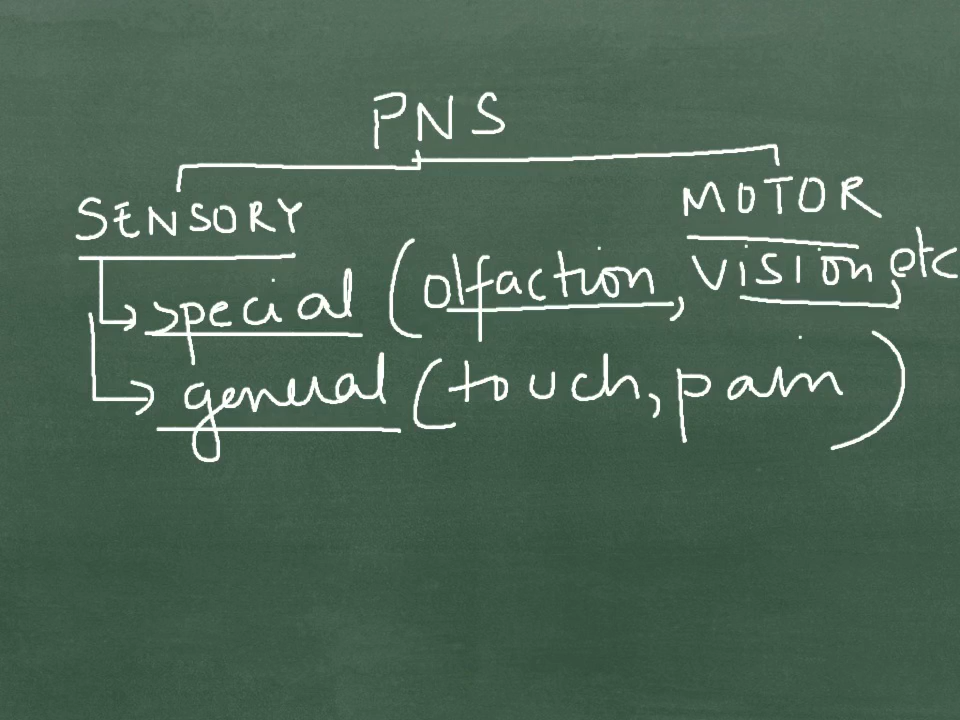 PNS
SENSORY MOTOR
special (olfaction, vision, etc
general (touch, pain)